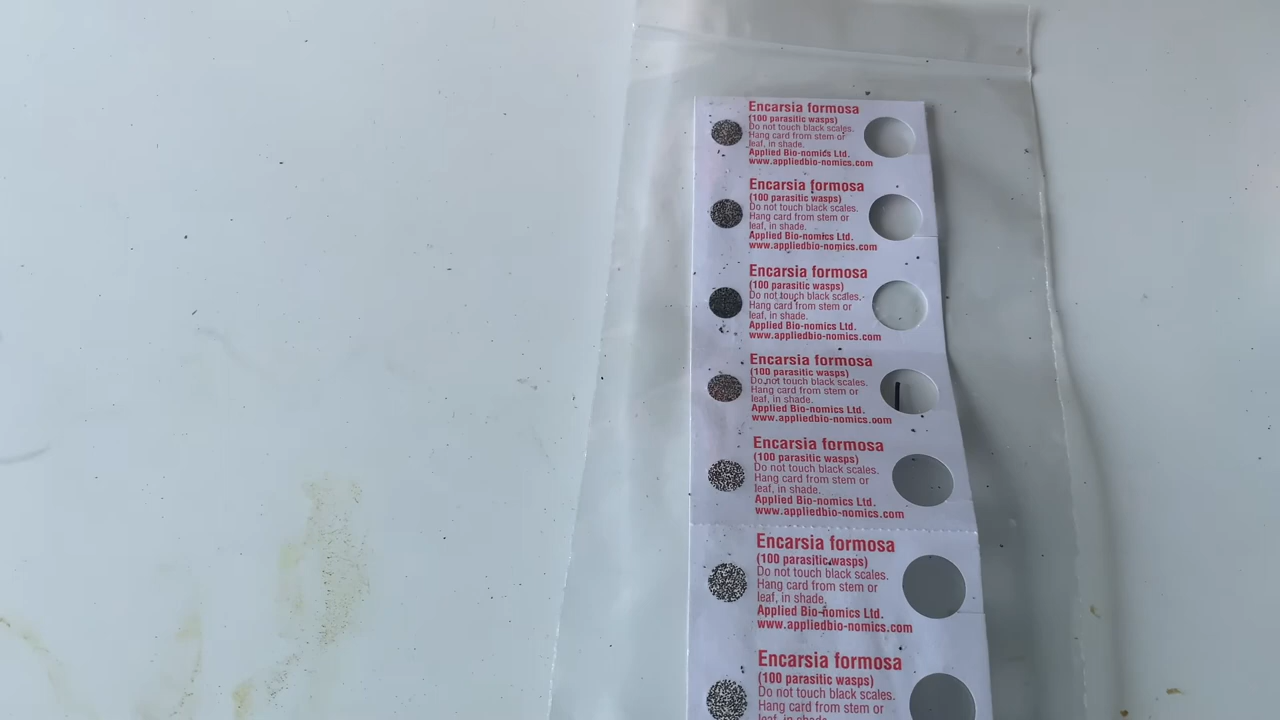 Encarsia formosa
(100 parasitic wasps)
Do not touch black scales.
Hang card from stem or
leaf, in shade.
Applied Bio-nomics Ltd.
www.appliedbio-nomics.com
Encarsia formosa
(100 parasitic wasps)
Do not touch black scales.
Hang card from stem or
leaf, in shade.
Applied Bio-nomics Ltd.
www.appliedbio-nomics.com
Encarsia formosa
(100 parasitic wasps)
Do not touch black scales.
Hang card from stem or
leaf, in shade.
Applied Bio-nomics Ltd.
www.appliedbio-nomics.com
Encarsia formosa
(100 parasitic wasps)
Do not touch black scales.
Hang card from stem or
leaf, in shade.
Applied Bio-nomics Ltd.
www.appliedbio-nomics.com
Encarsia formosa
(100 parasitic wasps)
Do not touch black scales.
Hang card from stem or
leaf, in shade.
Applied Bio-nomics Ltd.
www.appliedbio-nomics.com
Encarsia formosa
(100 parasitic wasps)
Do not touch black scales.
Hang card from stem or
leaf, in shade.
Applied Bio-nomics Ltd.
www.appliedbio-nomics.com
Encarsia formosa
(100 parasitic wasps)
Do not touch black scales.
Hang card from stem or
leaf, in shade.